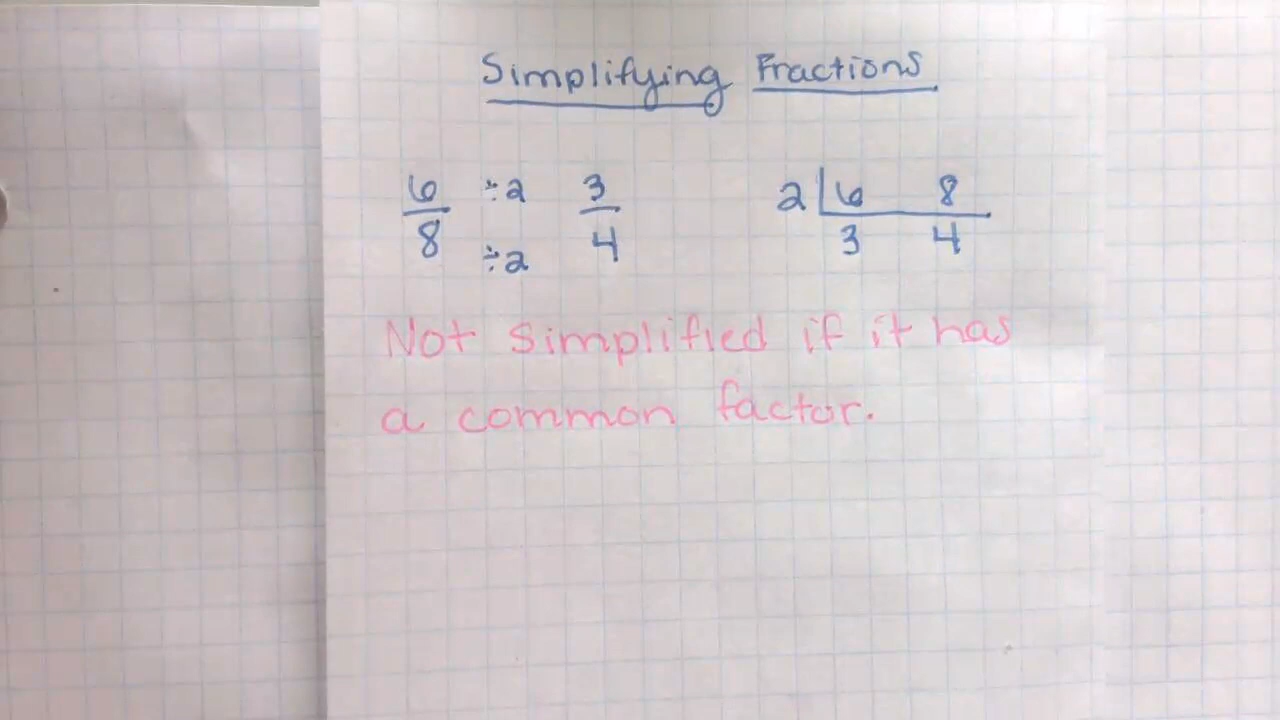 Simplifying Fractions
6 ÷2 3 2 6 8
8 ÷2 4 3 4
Not simplified if it has
a common factor.